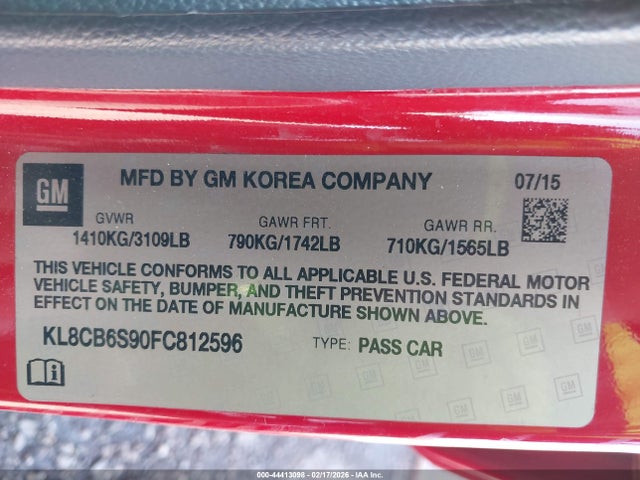 GM
MFD BY GM KOREA COMPANY 07/15
GVWR GAWR FRT. GAWR RR.
1410KG/3109LB 790KG/1742LB 710KG/1565LB
THIS VEHICLE CONFORMS TO ALL APPLICABLE U.S. FEDERAL MOTOR
VEHICLE SAFETY, BUMPER, AND THEFT PREVENTION STANDARDS IN
EFFECT ON THE DATE OF MANUFACTURE SHOWN ABOVE.
KL8CB6S90FC812596 TYPE: PASS CAR
000-44413098 - 02/17/2026 - IAA Inc.